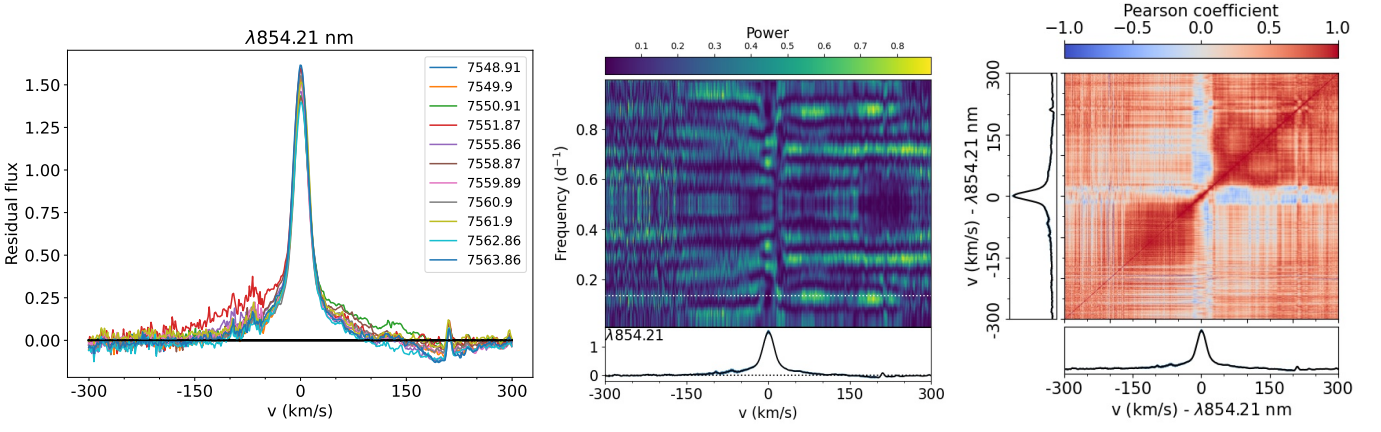 λ854.21 nm
Residual flux
1.50
1.25
1.00
0.75
0.50
0.25
0.00
-300 -150 0 150 300
v (km/s)
7548.91
7549.9
7550.91
7551.87
7555.86
7558.87
7559.89
7560.9
7561.9
7562.86
7563.86
Power
0.1 0.2 0.3 0.4 0.5 0.6 0.7 0.8
Frequency (d⁻¹)
0.8
0.6
0.4
0.2
λ854.21
1
0
-300 -150 0 150 300
v (km/s)
Pearson coefficient
−1.0 −0.5 0.0 0.5 1.0
v (km/s) - λ854.21 nm
300
150
0
-150
-300
-300 -150 0 150 300
v (km/s) - λ854.21 nm